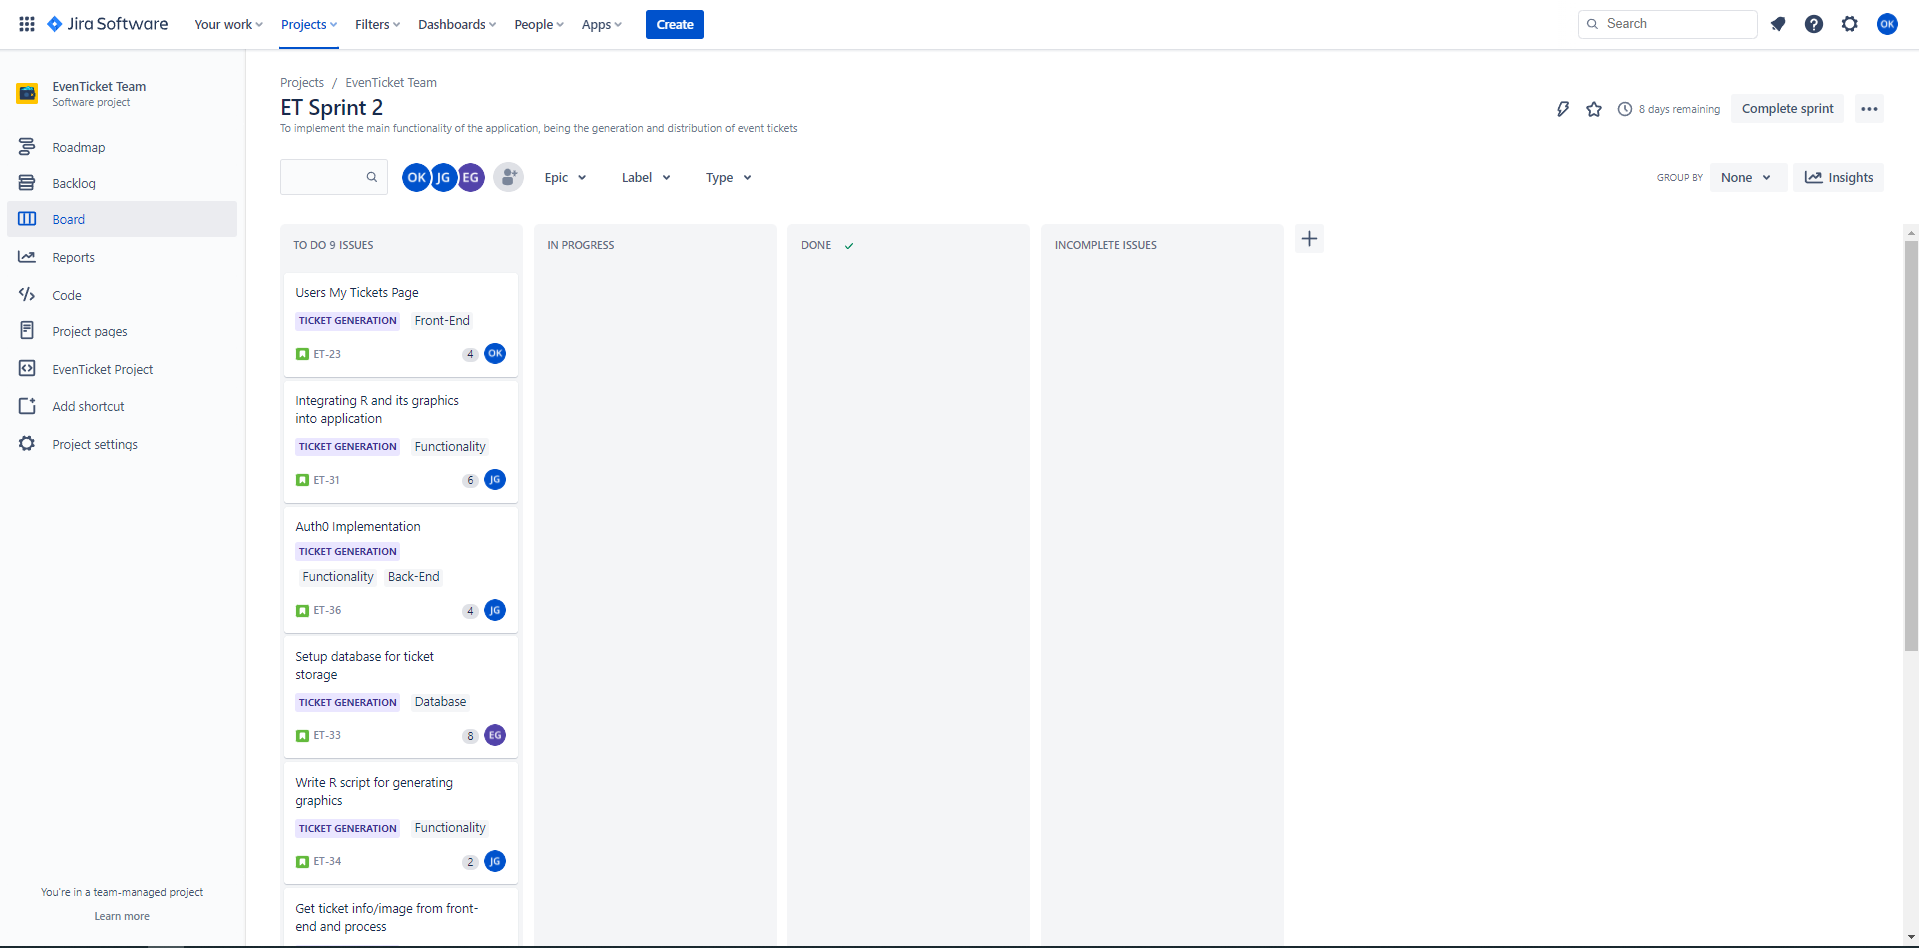 Jira Software
Your work
Projects
Filters
Dashboards
People
Apps
Create
Search
OK
EvenTicket Team
Software project
Roadmap
Backlog
Board
Reports
Code
Project pages
EvenTicket Project
Add shortcut
Project settings
You're in a team-managed project
Learn more
Projects / EvenTicket Team
ET Sprint 2
To implement the main functionality of the application, being the generation and distribution of event tickets
8 days remaining
Complete sprint
OK JG EG
Epic
Label
Type
GROUP BY
None
Insights
TO DO 9 ISSUES
IN PROGRESS
DONE
INCOMPLETE ISSUES
Users My Tickets Page
TICKET GENERATION Front-End
ET-23 4 OK
Integrating R and its graphics
into application
TICKET GENERATION Functionality
ET-31 6 JG
Auth0 Implementation
TICKET GENERATION
Functionality Back-End
ET-36 4 JG
Setup database for ticket
storage
TICKET GENERATION Database
ET-33 8 EG
Write R script for generating
graphics
TICKET GENERATION Functionality
ET-34 2 JG
Get ticket info/image from front-
end and process